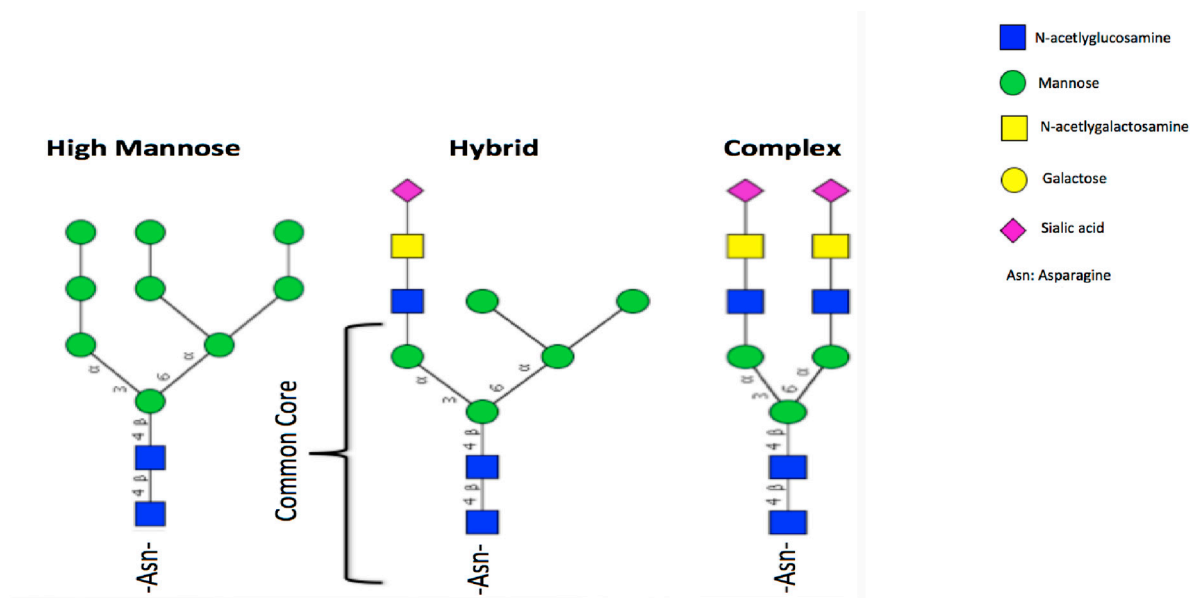 High Mannose
Hybrid
Complex
α
3
α
6
4 β
4 β
-Asn-
Common Core
α
3
α
6
4 β
4 β
-Asn-
α
3
α
6
4 β
4 β
-Asn-
N-acetlyglucosamine
Mannose
N-acetlygalactosamine
Galactose
Sialic acid
Asn: Asparagine